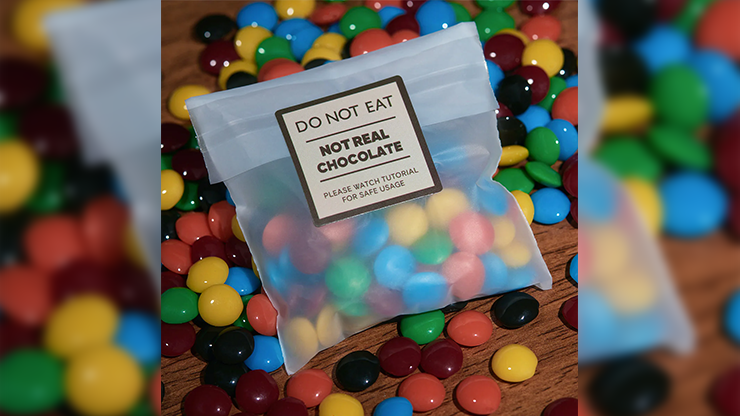 DO NOT EAT
NOT REAL
CHOCOLATE
PLEASE WATCH TUTORIAL
FOR SAFE USAGE